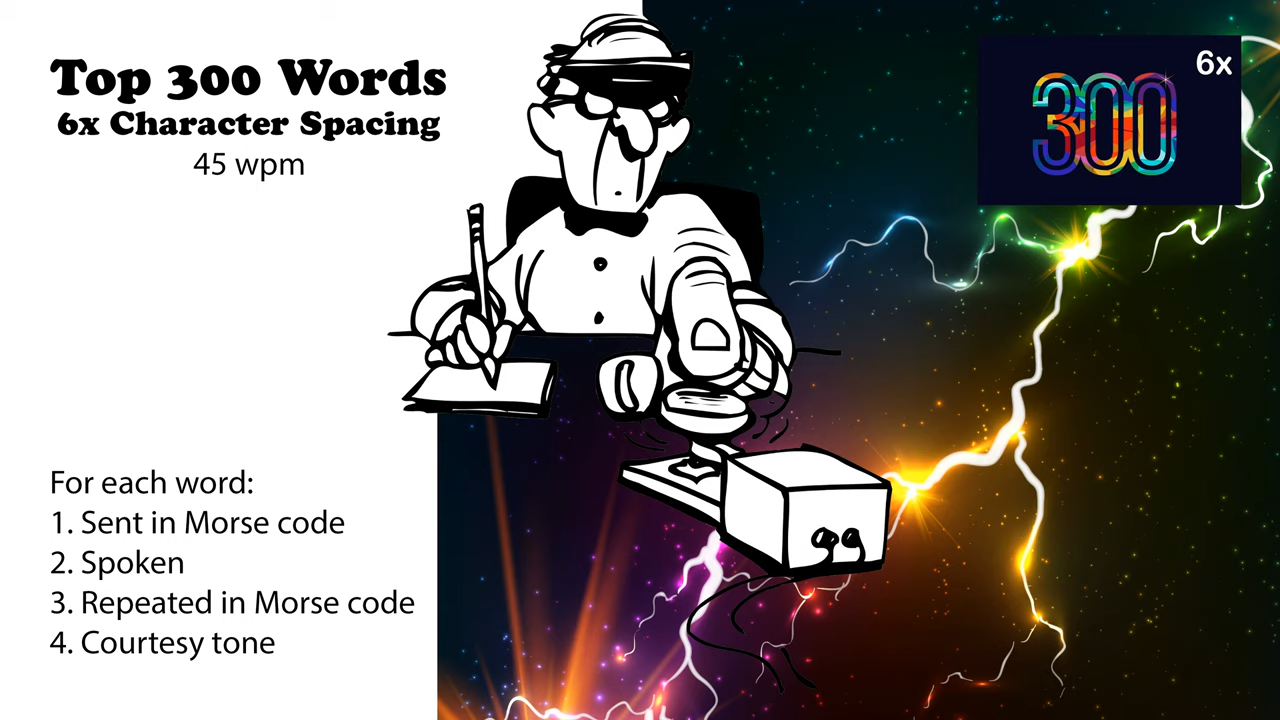 Top 300 Words
6x Character Spacing
45 wpm
6x
300
For each word:
1. Sent in Morse code
2. Spoken
3. Repeated in Morse code
4. Courtesy tone